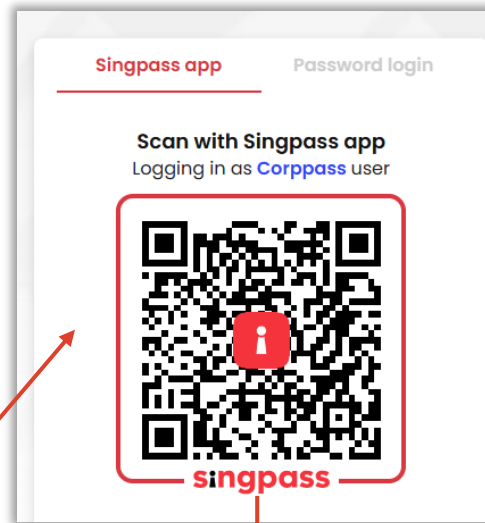 Singpass app Password login
Scan with Singpass app
Logging in as Corppass user
singpass